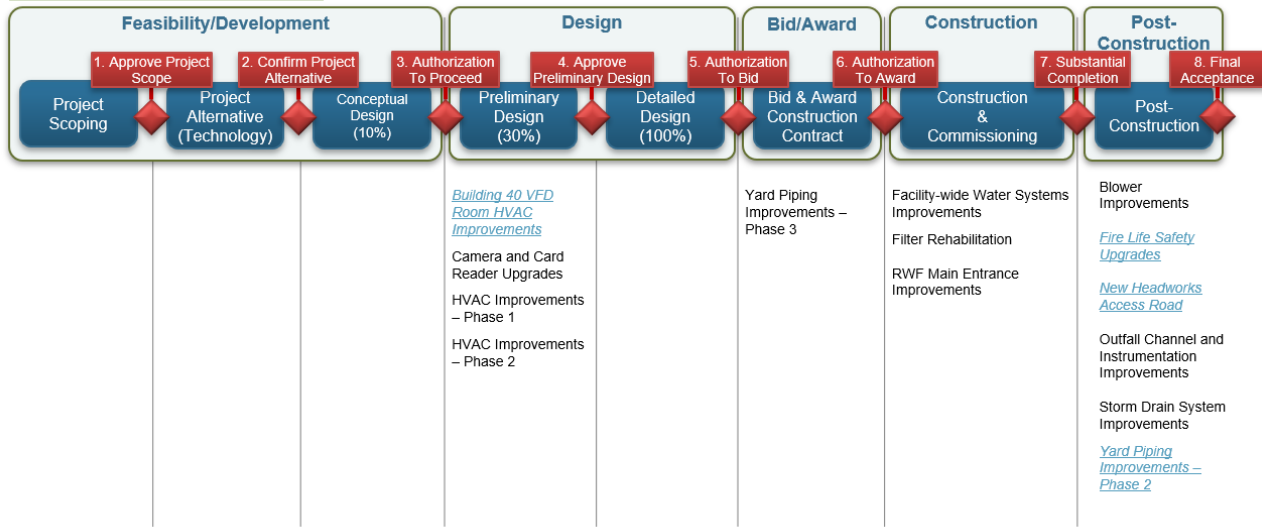 Feasibility/Development
Design
Bid/Award
Construction
Post-
Construction
1. Approve Project
Scope
2. Confirm Project
Alternative
3. Authorization
To Proceed
4. Approve
Preliminary Design
5. Authorization
To Bid
6. Authorization
To Award
7. Substantial
Completion
8. Final
Acceptance
Project
Scoping
Project
Alternative
(Technology)
Conceptual
Design
(10%)
Preliminary
Design
(30%)
Detailed
Design
(100%)
Bid & Award
Construction
Contract
Construction
&
Commissioning
Post-
Construction
Building 40 VFD
Room HVAC
Improvements
Camera and Card
Reader Upgrades
HVAC Improvements
– Phase 1
HVAC Improvements
– Phase 2
Yard Piping
Improvements –
Phase 3
Facility-wide Water Systems
Improvements
Filter Rehabilitation
RWF Main Entrance
Improvements
Blower
Improvements
Fire Life Safety
Upgrades
New Headworks
Access Road
Outfall Channel and
Instrumentation
Improvements
Storm Drain System
Improvements
Yard Piping
Improvements –
Phase 2